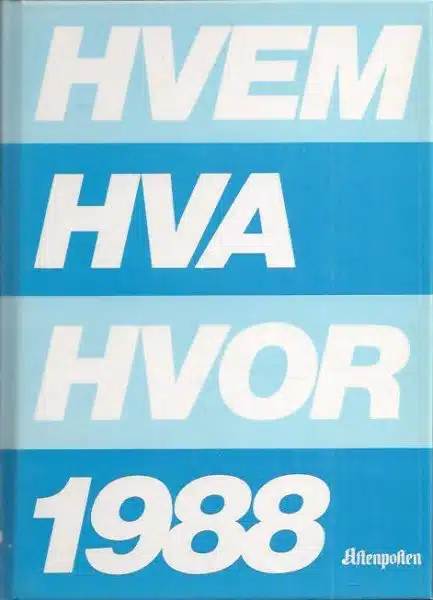 HVEM
HVA
HVOR
1988
Aftenposten